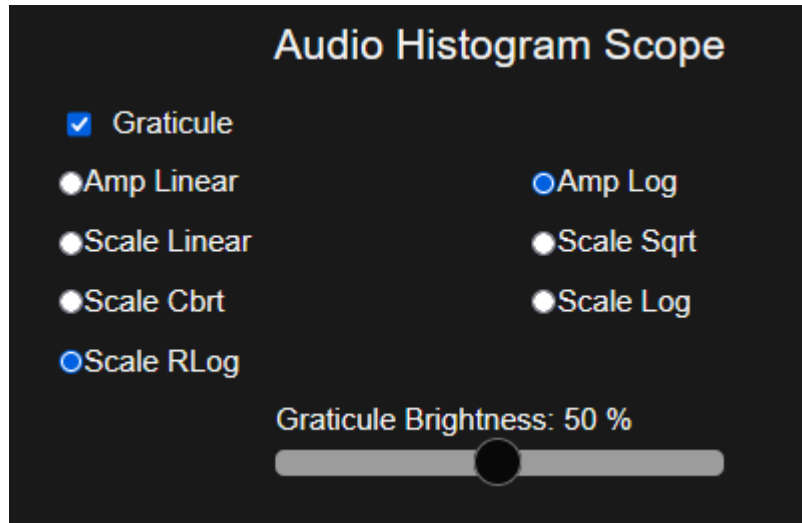 Audio Histogram Scope
Graticule
Amp Linear
Amp Log
Scale Linear
Scale Sqrt
Scale Cbrt
Scale Log
Scale RLog
Graticule Brightness: 50 %